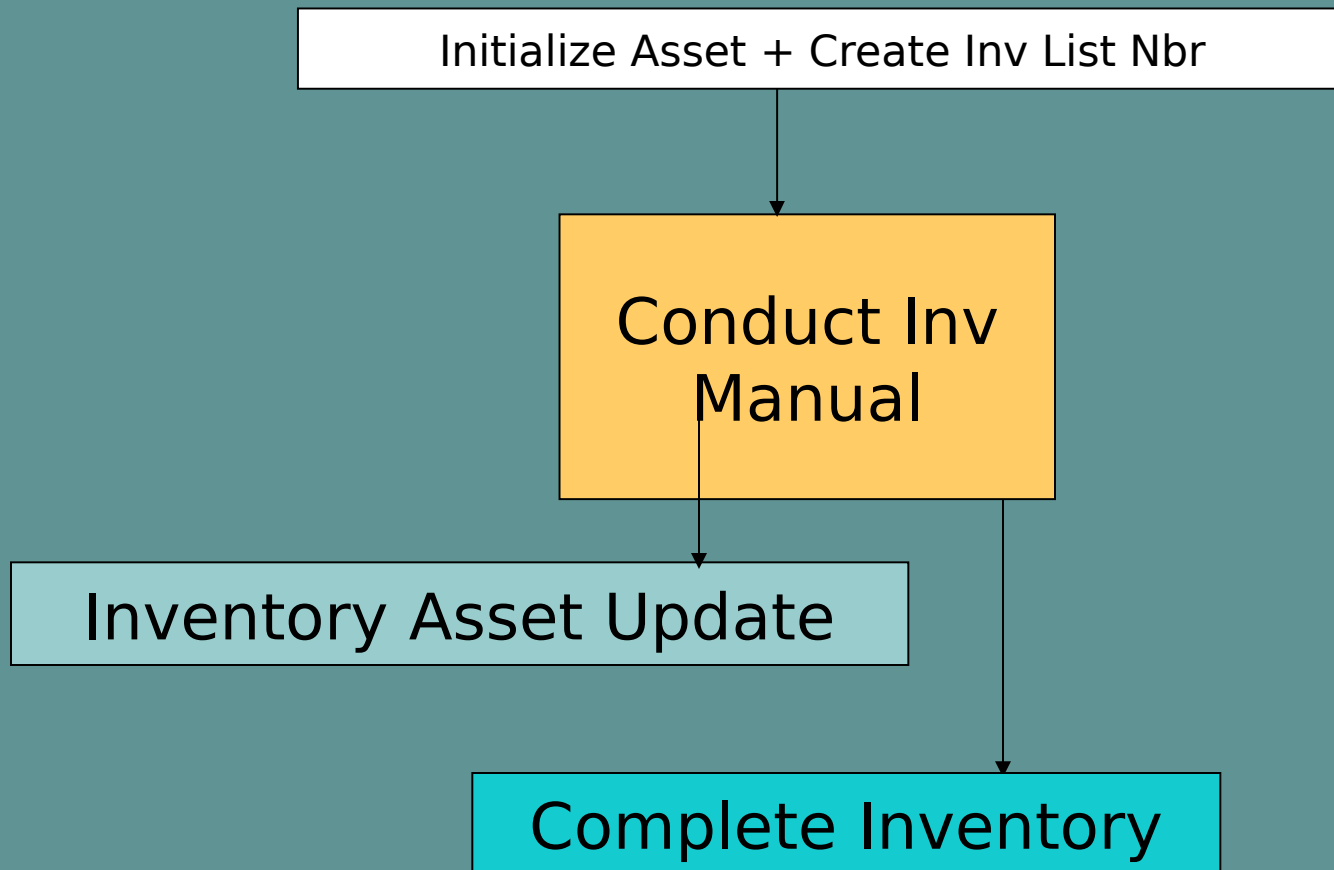 Initialize Asset + Create Inv List Nbr
Conduct Inv
Manual
Inventory Asset Update
Complete Inventory